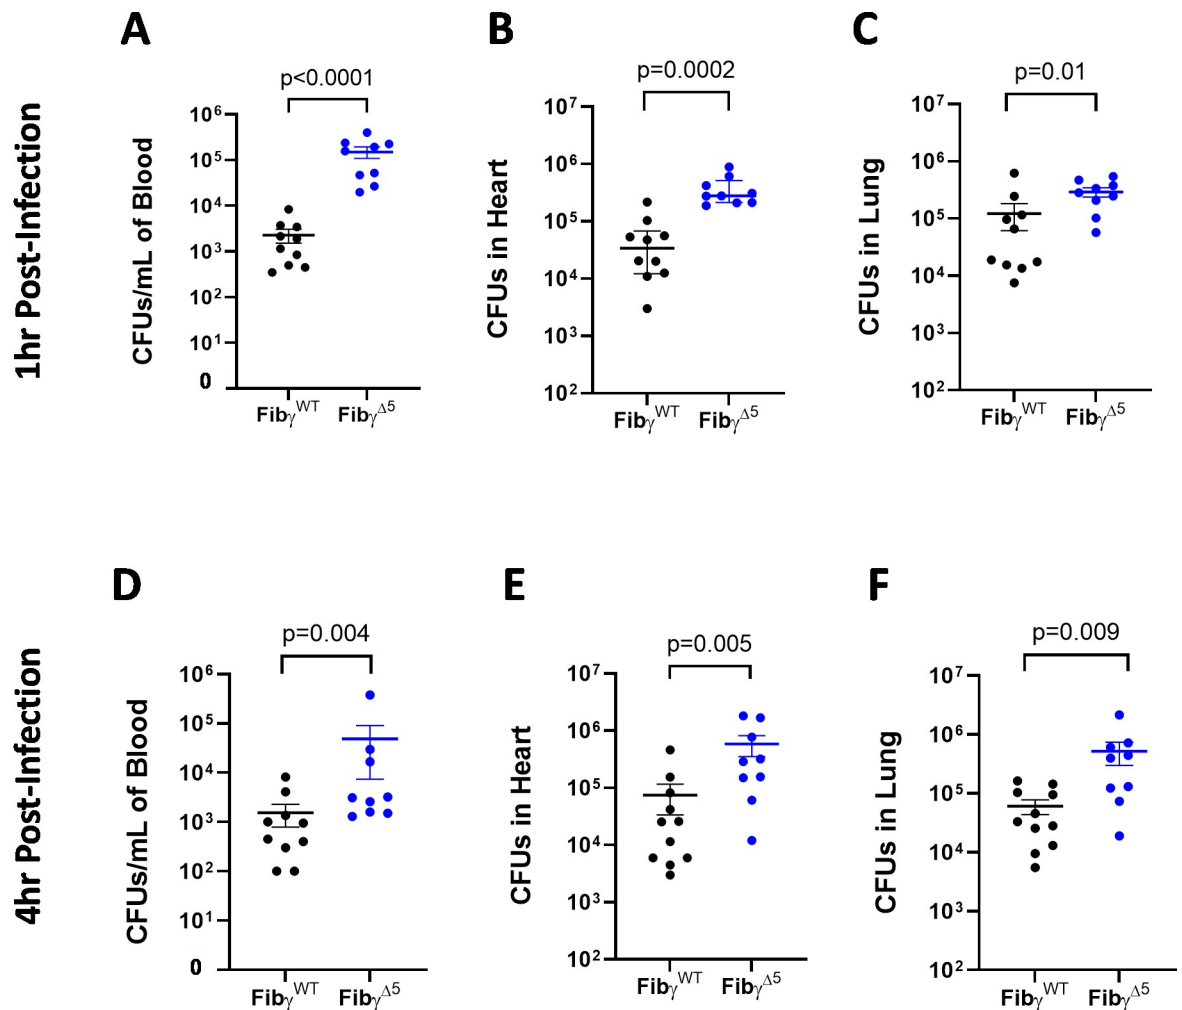 1hr Post-Infection
A
p<0.0001
CFUs/mL of Blood
10⁶
10⁵
10⁴
10³
10²
10¹
0
Fibγ^WT Fibγ^Δ5
B
p=0.0002
CFUs in Heart
10⁷
10⁶
10⁵
10⁴
10³
10²
Fibγ^WT Fibγ^Δ5
C
p=0.01
CFUs in Lung
10⁷
10⁶
10⁵
10⁴
10³
10²
Fibγ^WT Fibγ^Δ5
4hr Post-Infection
D
p=0.004
CFUs/mL of Blood
10⁶
10⁵
10⁴
10³
10²
10¹
0
Fibγ^WT Fibγ^Δ5
E
p=0.005
CFUs in Heart
10⁷
10⁶
10⁵
10⁴
10³
10²
Fibγ^WT Fibγ^Δ5
F
p=0.009
CFUs in Lung
10⁷
10⁶
10⁵
10⁴
10³
10²
Fibγ^WT Fibγ^Δ5